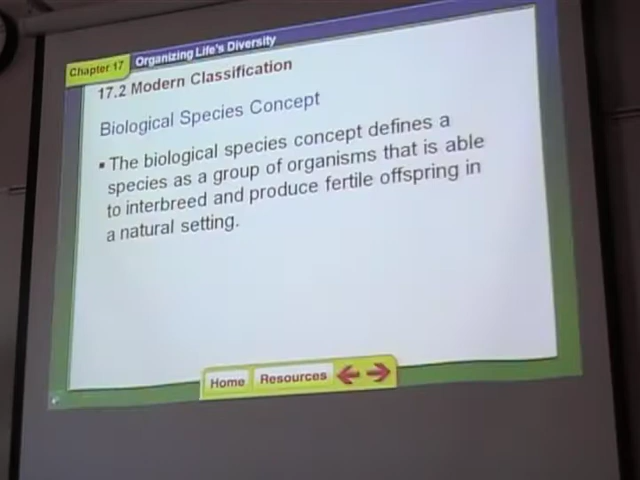 Chapter 17
Organizing Life's Diversity
17.2 Modern Classification
Biological Species Concept
▪ The biological species concept defines a
species as a group of organisms that is able
to interbreed and produce fertile offspring in
a natural setting.
Home
Resources